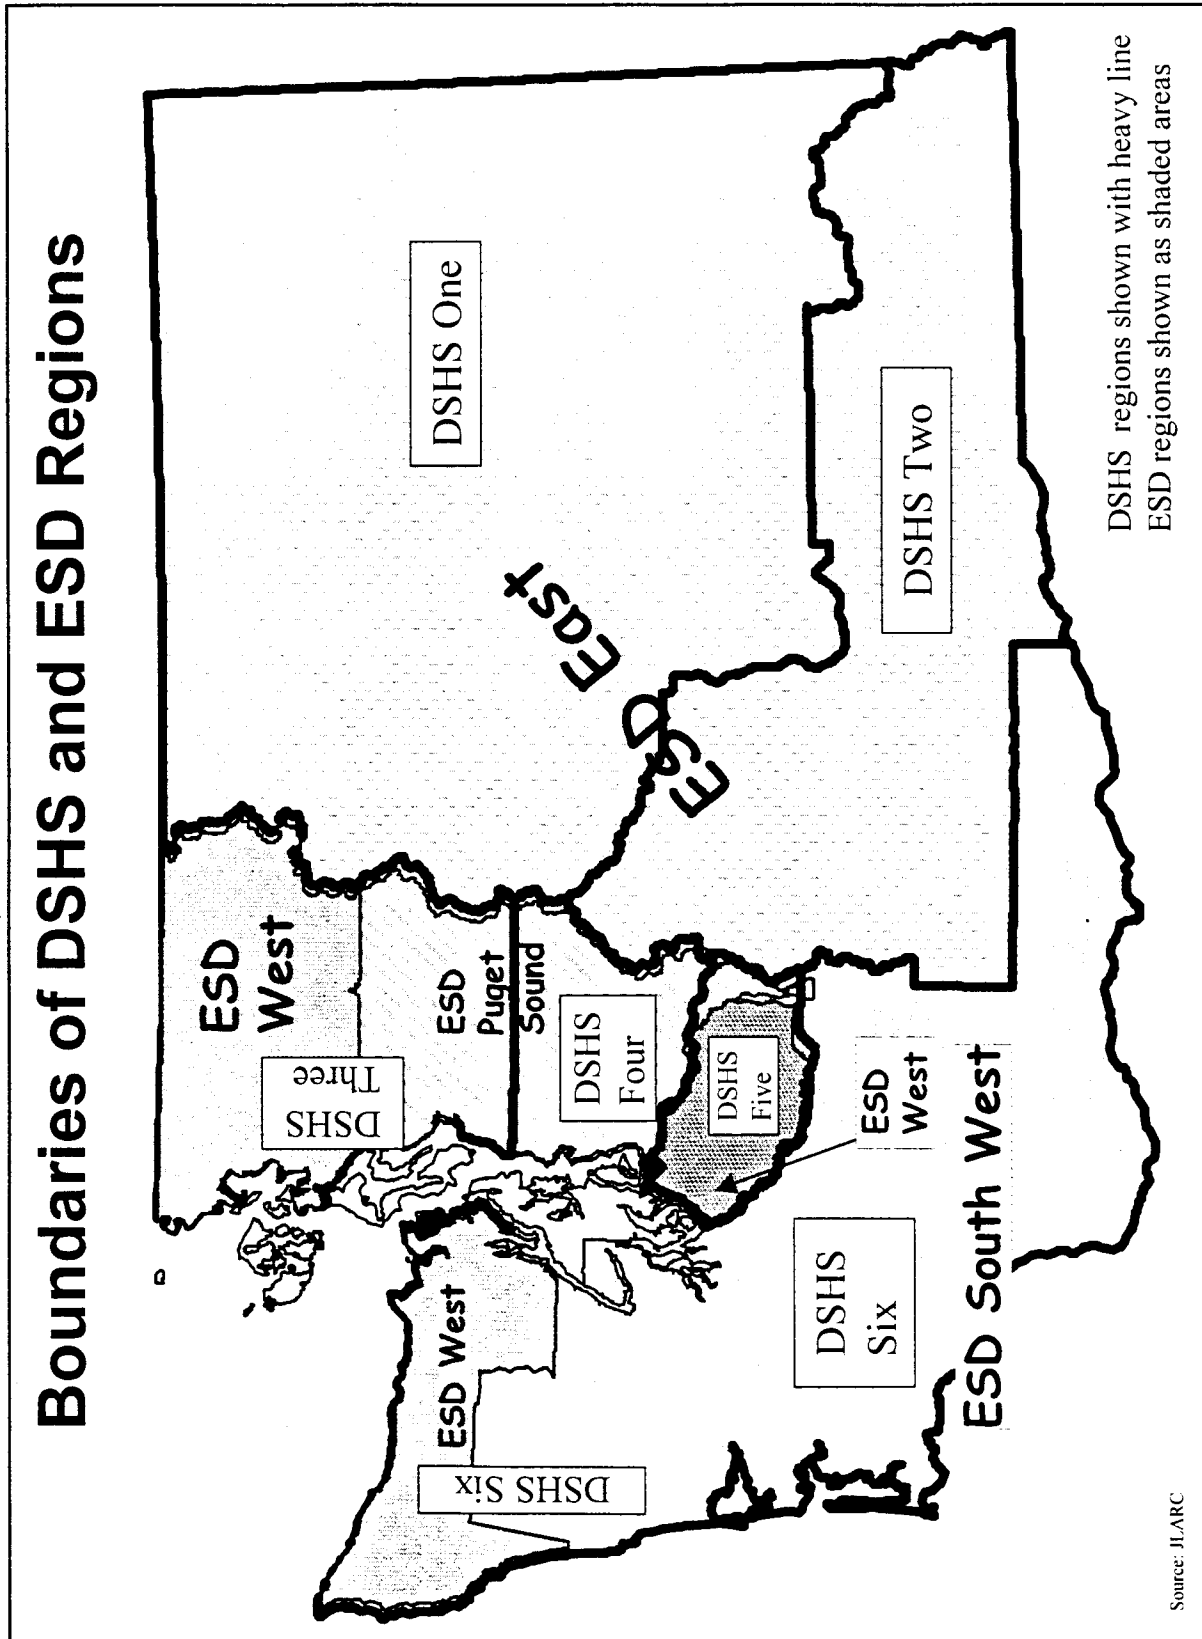 Boundaries of DSHS and ESD Regions
ESD
West
DSHS
Three
ESD
Puget
Sound
DSHS One
ESD East
ESD West
DSHS Six
DSHS
Four
DSHS
Five
ESD
West
DSHS Two
DSHS
Six
ESD South West
DSHS regions shown with heavy line
ESD regions shown as shaded areas
Source: JLARC